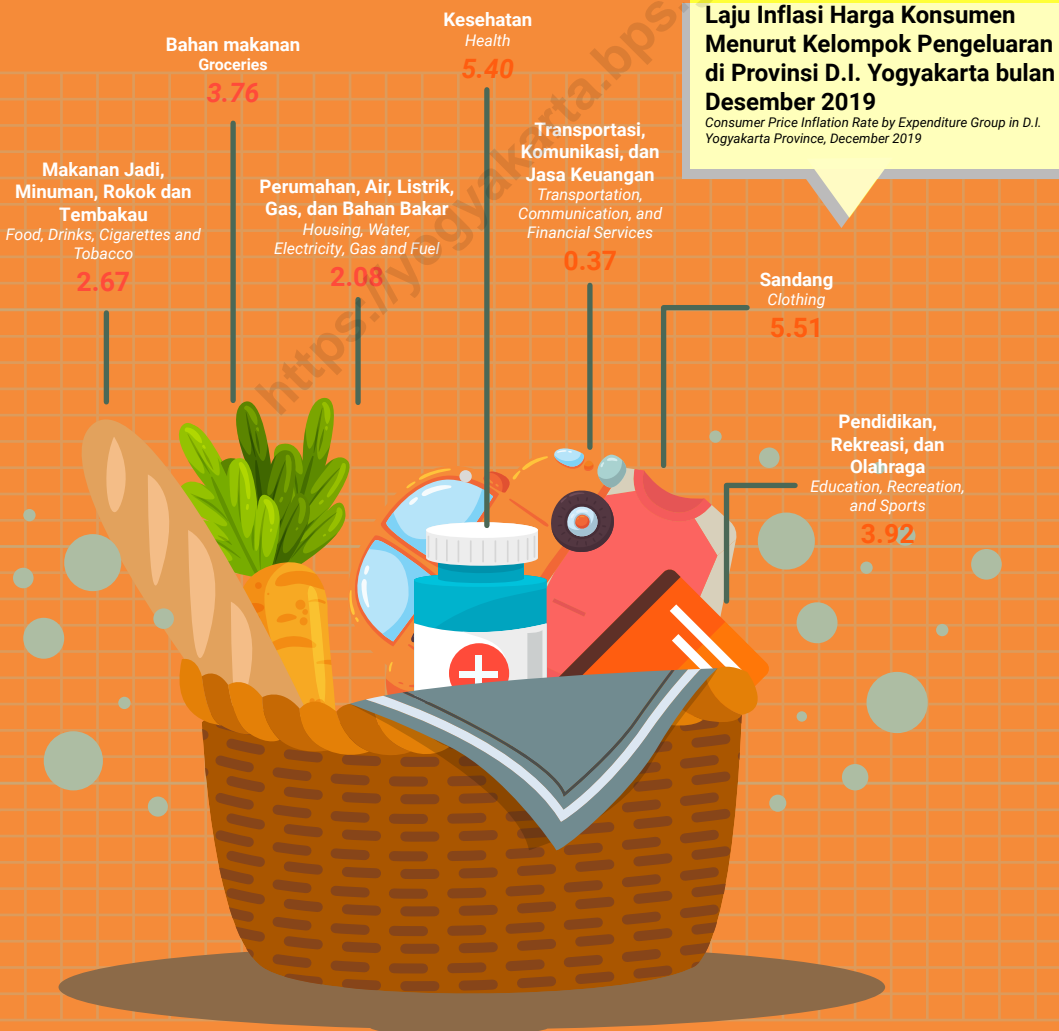 Laju Inflasi Harga Konsumen
Menurut Kelompok Pengeluaran
di Provinsi D.I. Yogyakarta bulan
Desember 2019
Consumer Price Inflation Rate by Expenditure Group in D.I.
Yogyakarta Province, December 2019
Kesehatan
Health
5.40
Bahan makanan
Groceries
3.76
Transportasi,
Komunikasi, dan
Jasa Keuangan
Transportation,
Communication, and
Financial Services
0.37
Makanan Jadi,
Minuman, Rokok dan
Tembakau
Food, Drinks, Cigarettes and
Tobacco
2.67
Perumahan, Air, Listrik,
Gas, dan Bahan Bakar
Housing, Water,
Electricity, Gas and Fuel
2.08
Sandang
Clothing
5.51
Pendidikan,
Rekreasi, dan
Olahraga
Education, Recreation,
and Sports
3.92
https://yogyakarta.bps.